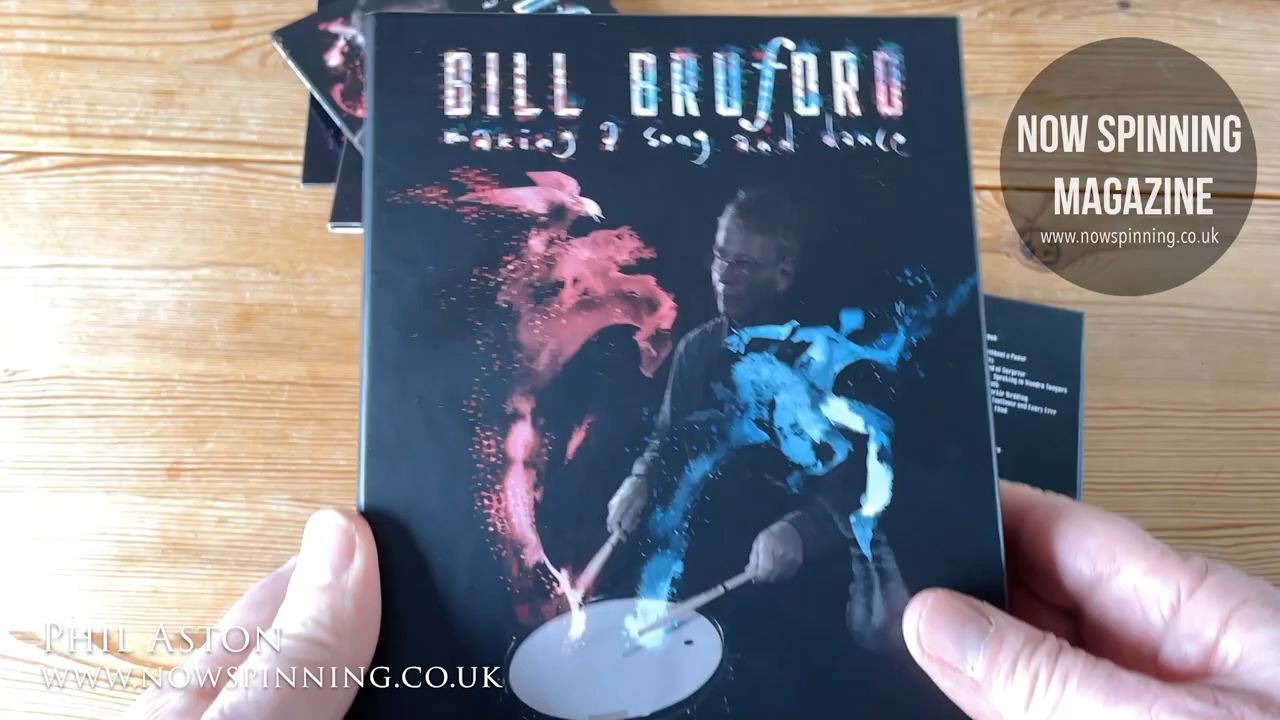 BILL BRUFORD
making a song and dance
NOW SPINNING
MAGAZINE
www.nowspinning.co.uk
PHIL ASTON
WWW.NOWSPINNING.CO.UK